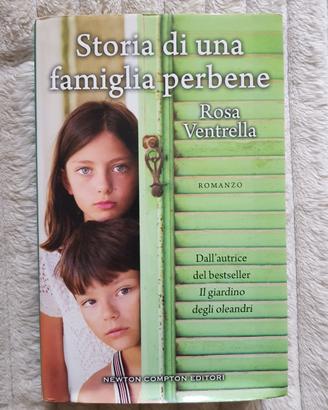 Storia di una
famiglia perbene
Rosa
Ventrella
ROMANZO
Dall'autrice
del bestseller
Il giardino
degli oleandri
NEWTON COMPTON EDITORI